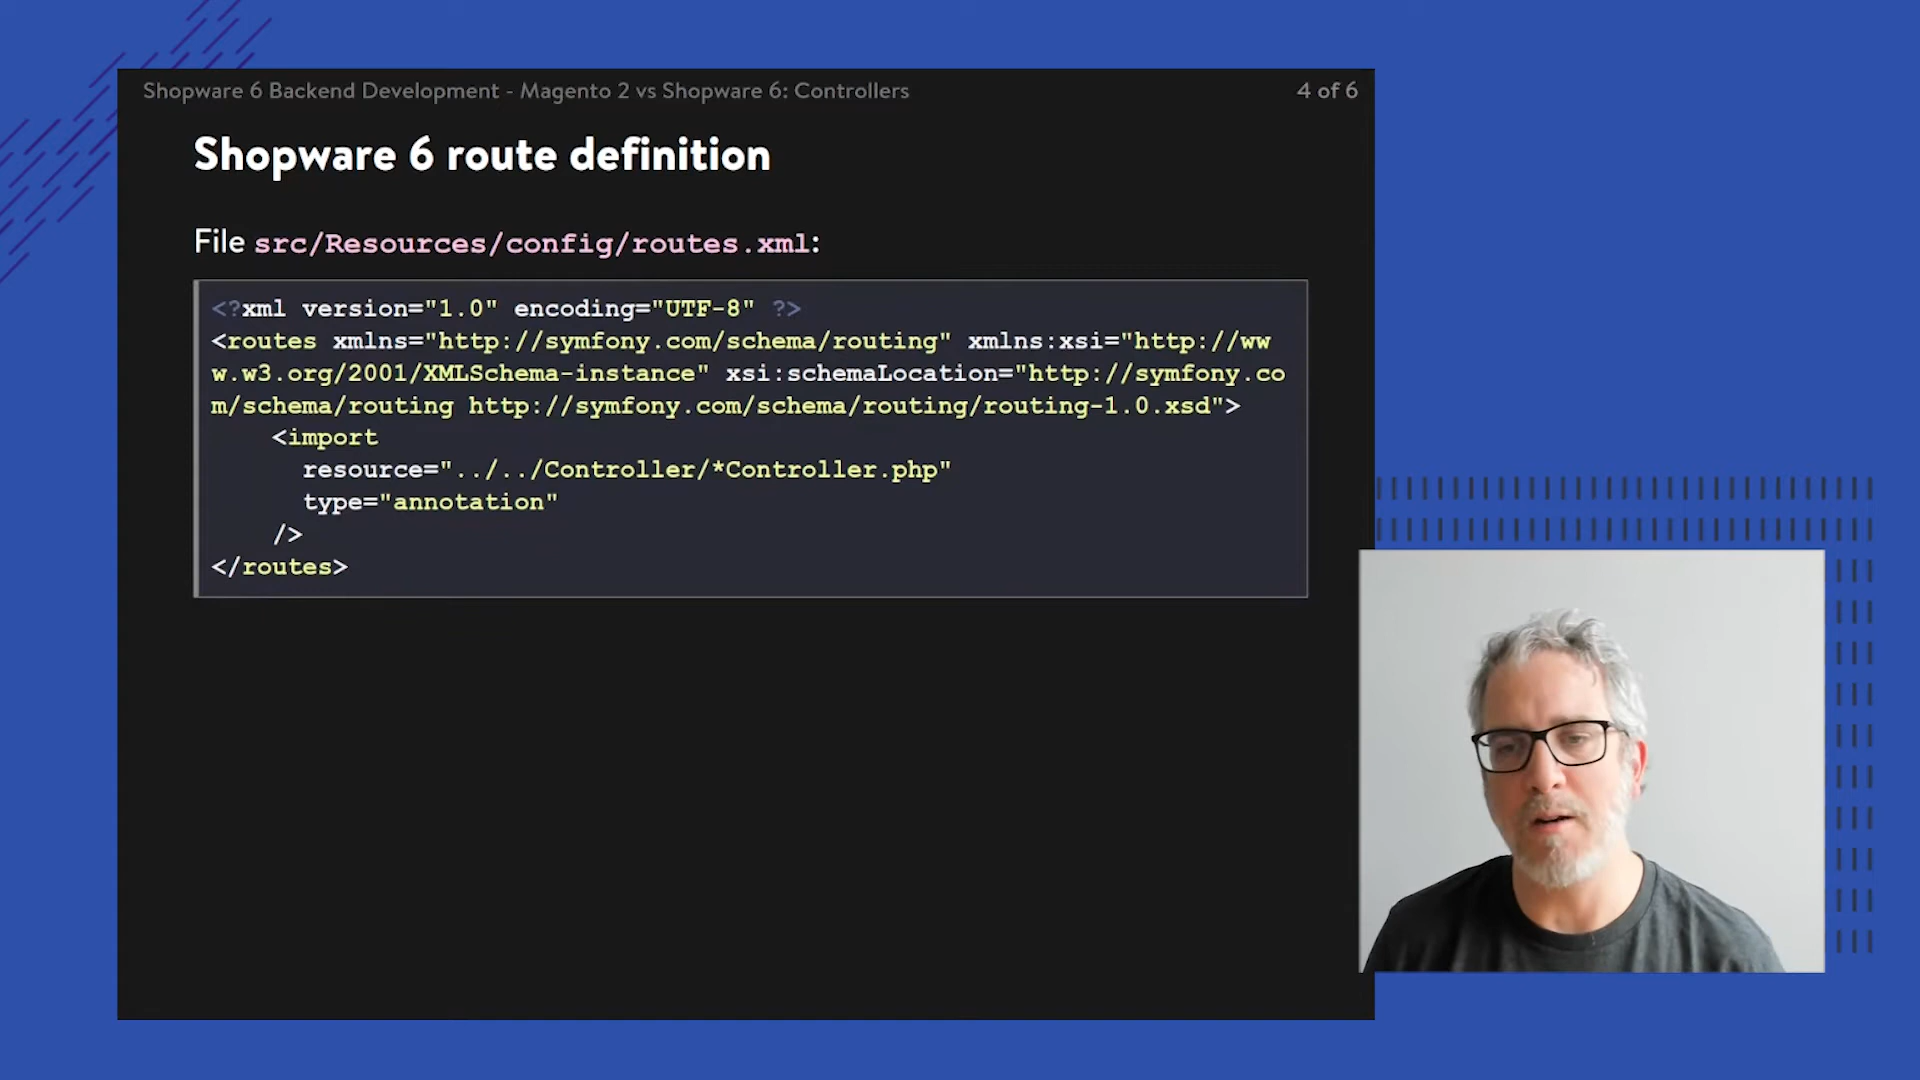 Shopware 6 Backend Development - Magento 2 vs Shopware 6: Controllers
4 of 6
Shopware 6 route definition
File src/Resources/config/routes.xml:
<?xml version="1.0" encoding="UTF-8" ?>
<routes xmlns="http://symfony.com/schema/routing" xmlns:xsi="http://ww
w.w3.org/2001/XMLSchema-instance" xsi:schemaLocation="http://symfony.co
m/schema/routing http://symfony.com/schema/routing/routing-1.0.xsd">
    <import
      resource="../../Controller/*Controller.php"
      type="annotation"
    />
</routes>